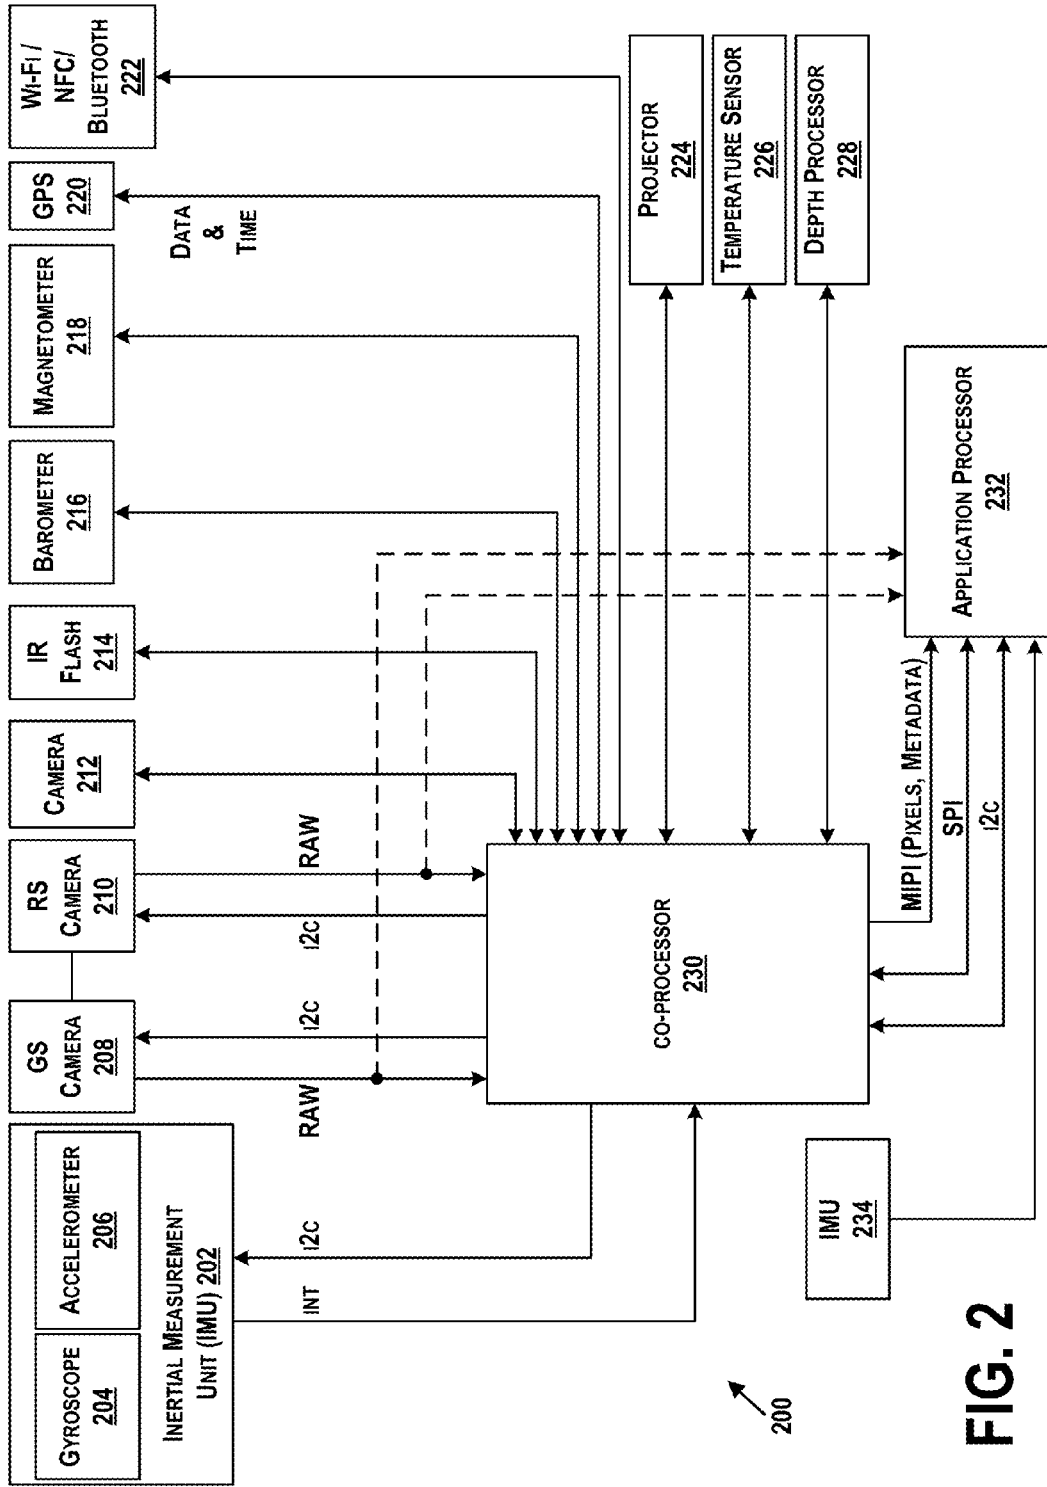 GYROSCOPE
204
ACCELEROMETER
206
INERTIAL MEASUREMENT
UNIT (IMU) 202
GS
CAMERA
208
RS
CAMERA
210
CAMERA
212
IR
FLASH
214
BAROMETER
216
MAGNETOMETER
218
GPS
220
WI-FI /
NFC/
BLUETOOTH
222
DATA
&
TIME
INT
I2C
RAW
I2C
I2C
RAW
PROJECTOR
224
TEMPERATURE SENSOR
226
DEPTH PROCESSOR
228
CO-PROCESSOR
230
200
IMU
234
MIPI (PIXELS, METADATA)
SPI
I2C
APPLICATION PROCESSOR
232
FIG. 2